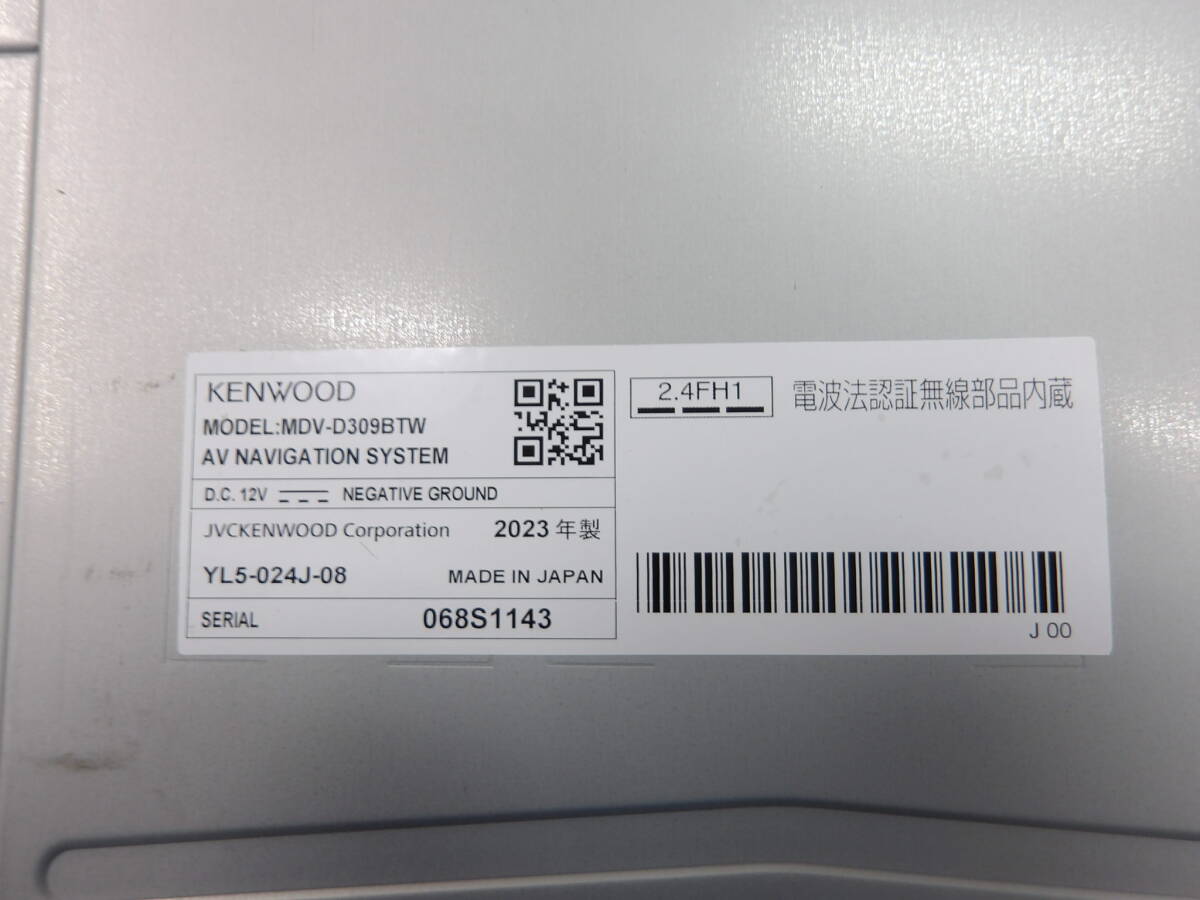 KENWOOD
MODEL:MDV-D309BTW
AV NAVIGATION SYSTEM
D.C. 12V NEGATIVE GROUND
JVCKENWOOD Corporation 2023 年製
YL5-024J-08 MADE IN JAPAN
SERIAL 068S1143
2.4FH1 電波法認証無線部品内蔵
J 00